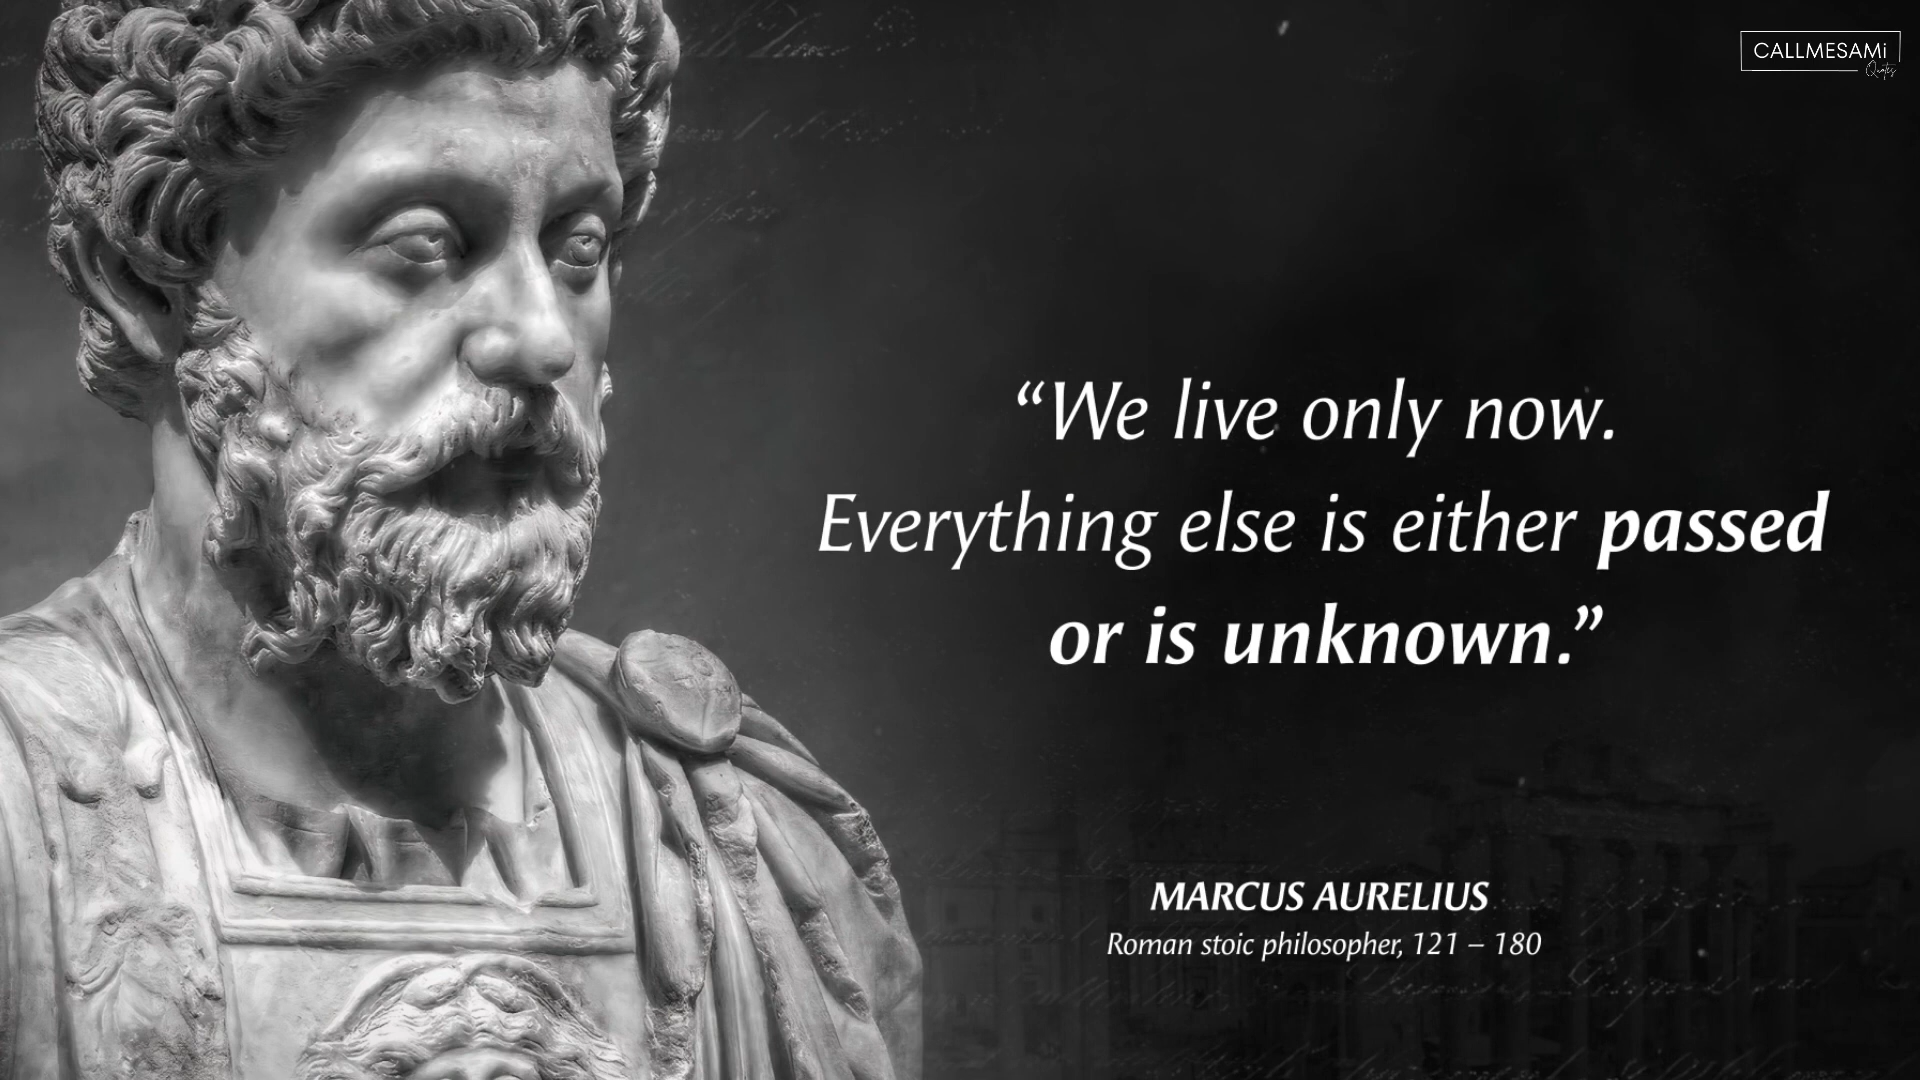 CALLMESAMi
Quotes
“We live only now.
Everything else is either passed
or is unknown.”
MARCUS AURELIUS
Roman stoic philosopher, 121 – 180